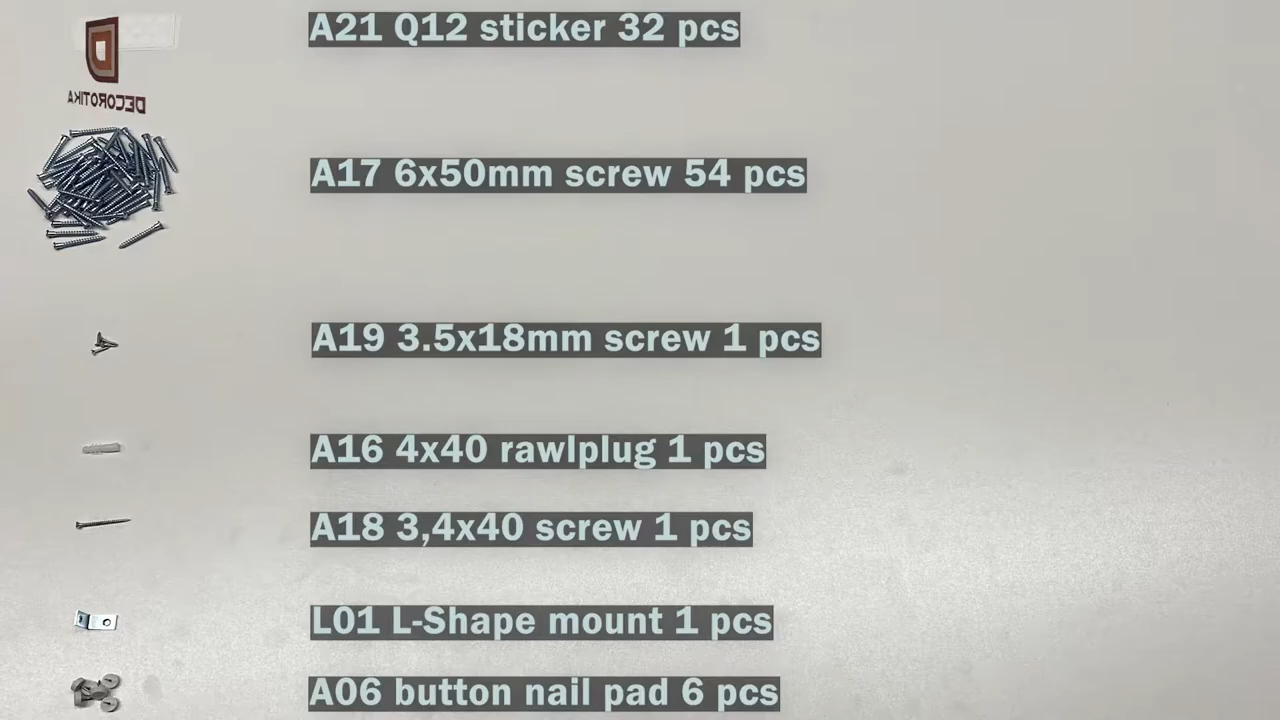 A21 Q12 sticker 32 pcs
DECOROTIKA
A17 6x50mm screw 54 pcs
A19 3.5x18mm screw 1 pcs
A16 4x40 rawlplug 1 pcs
A18 3,4x40 screw 1 pcs
L01 L-Shape mount 1 pcs
A06 button nail pad 6 pcs